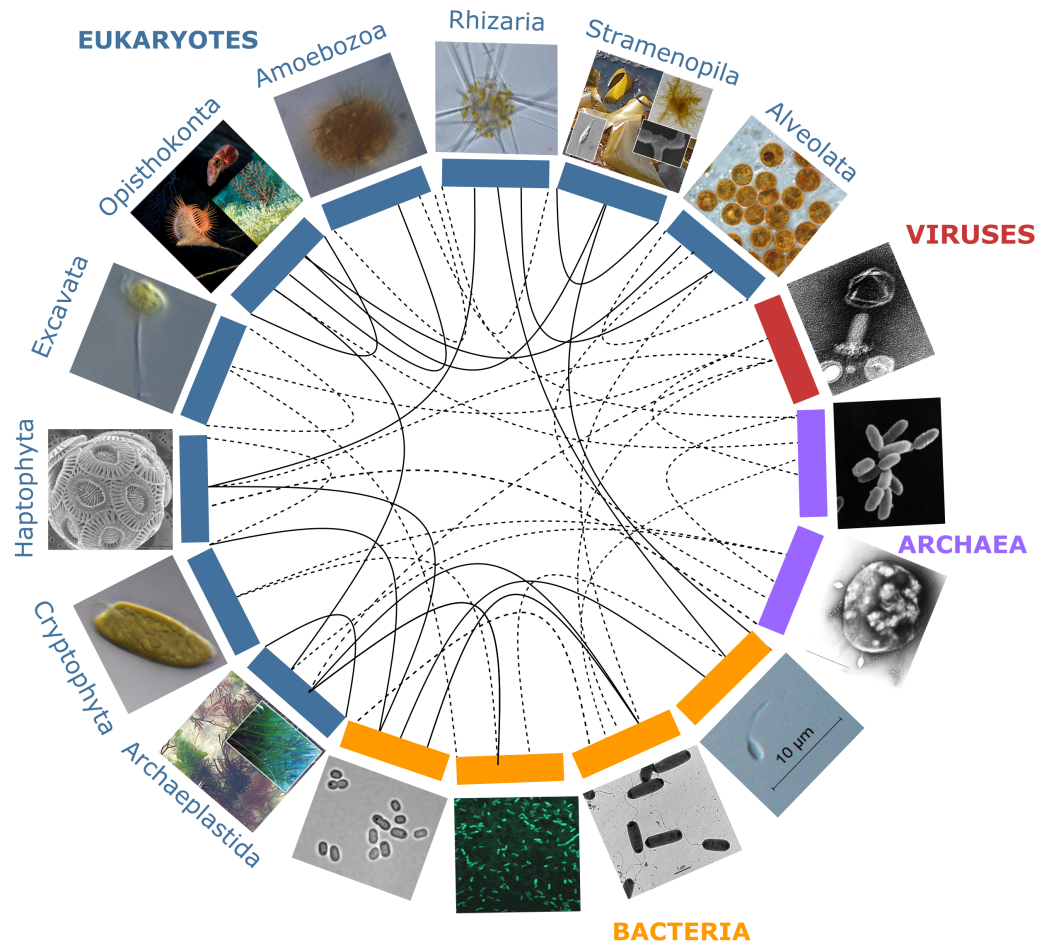 EUKARYOTES
Rhizaria
Stramenopila
Amoebozoa
Alveolata
Opisthokonta
VIRUSES
Excavata
Haptophyta
ARCHAEA
Cryptophyta
10 µm
Archaeplastida
BACTERIA